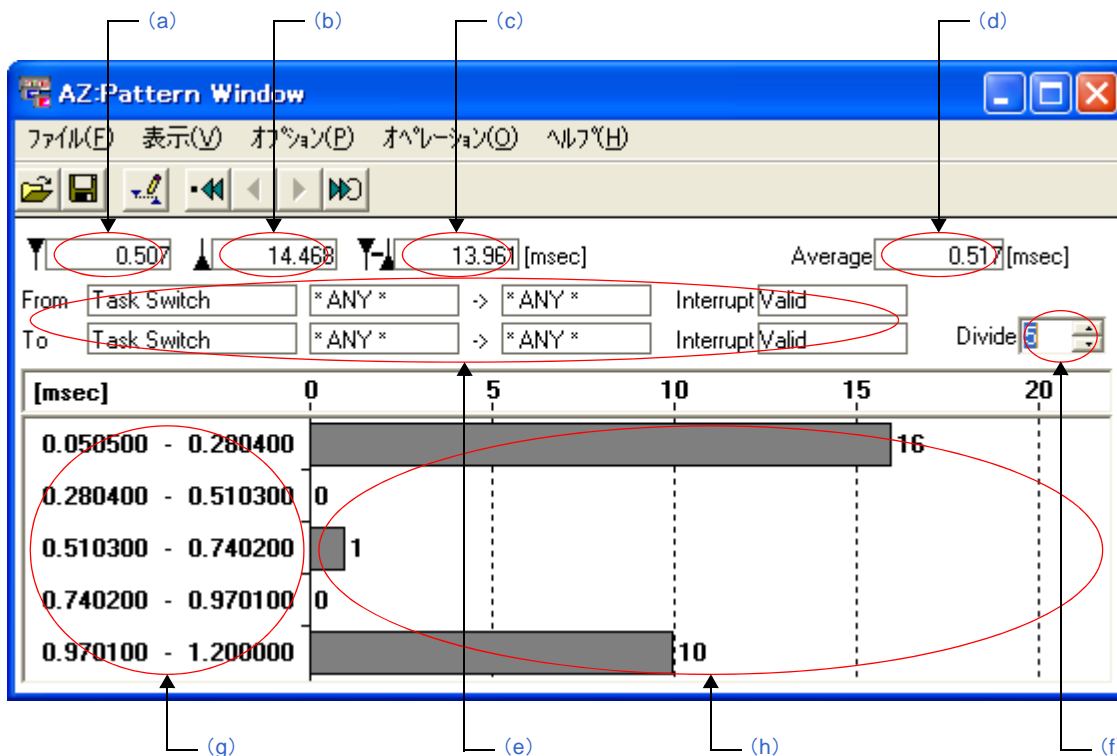 (a) (b) (c) (d)
AZ:Pattern Window
ファイル(F) 表示(V) オプション(P) オペレーション(O) ヘルプ(H)
0.507 14.468 13.961 [msec] Average 0.517 [msec]
From Task Switch * ANY * -> * ANY * Interrupt Valid
To Task Switch * ANY * -> * ANY * Interrupt Valid Divide 5
[msec] 0 5 10 15 20
0.050500 - 0.280400 16
0.280400 - 0.510300 0
0.510300 - 0.740200 1
0.740200 - 0.970100 0
0.970100 - 1.200000 10
(g) (e) (h) (f